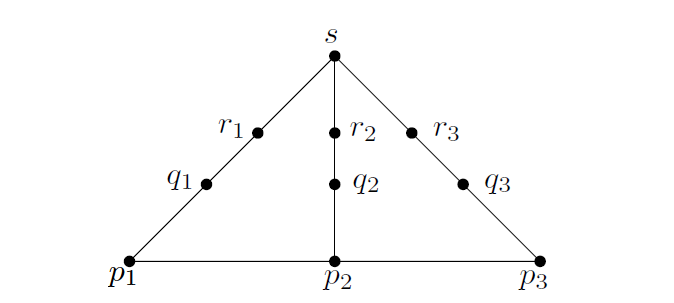 s
r₁ r₂ r₃
q₁ q₂ q₃
p₁ p₂ p₃